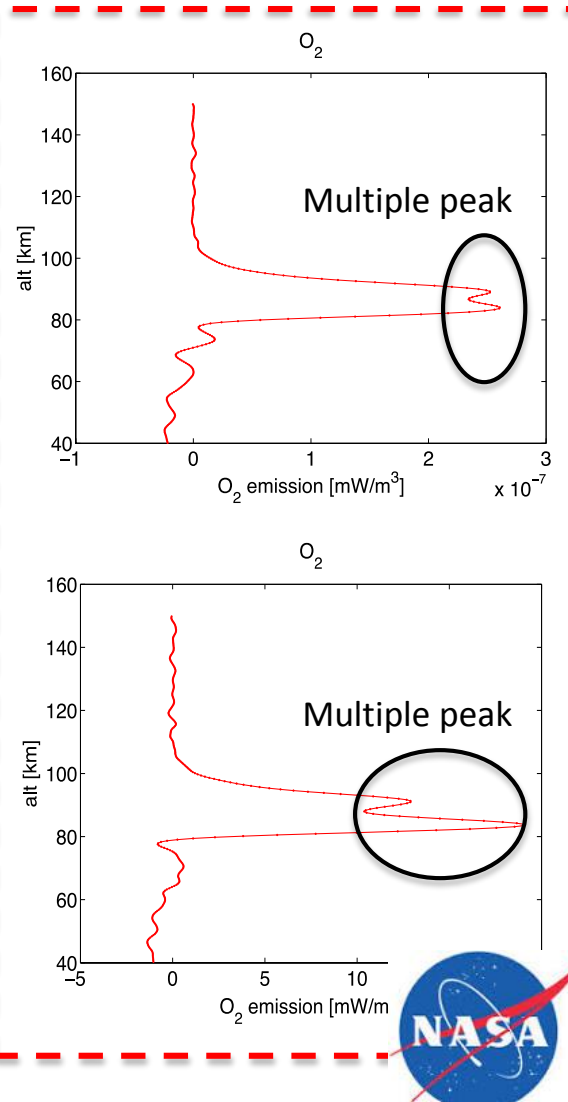 O2
160
140
120
100
80
60
40
alt [km]
Multiple peak
−1 0 1 2 3
O2 emission [mW/m3]
x 10−7
O2
160
140
120
100
80
60
40
alt [km]
Multiple peak
−5 0 5 10
O2 emission [mW/m
NASA